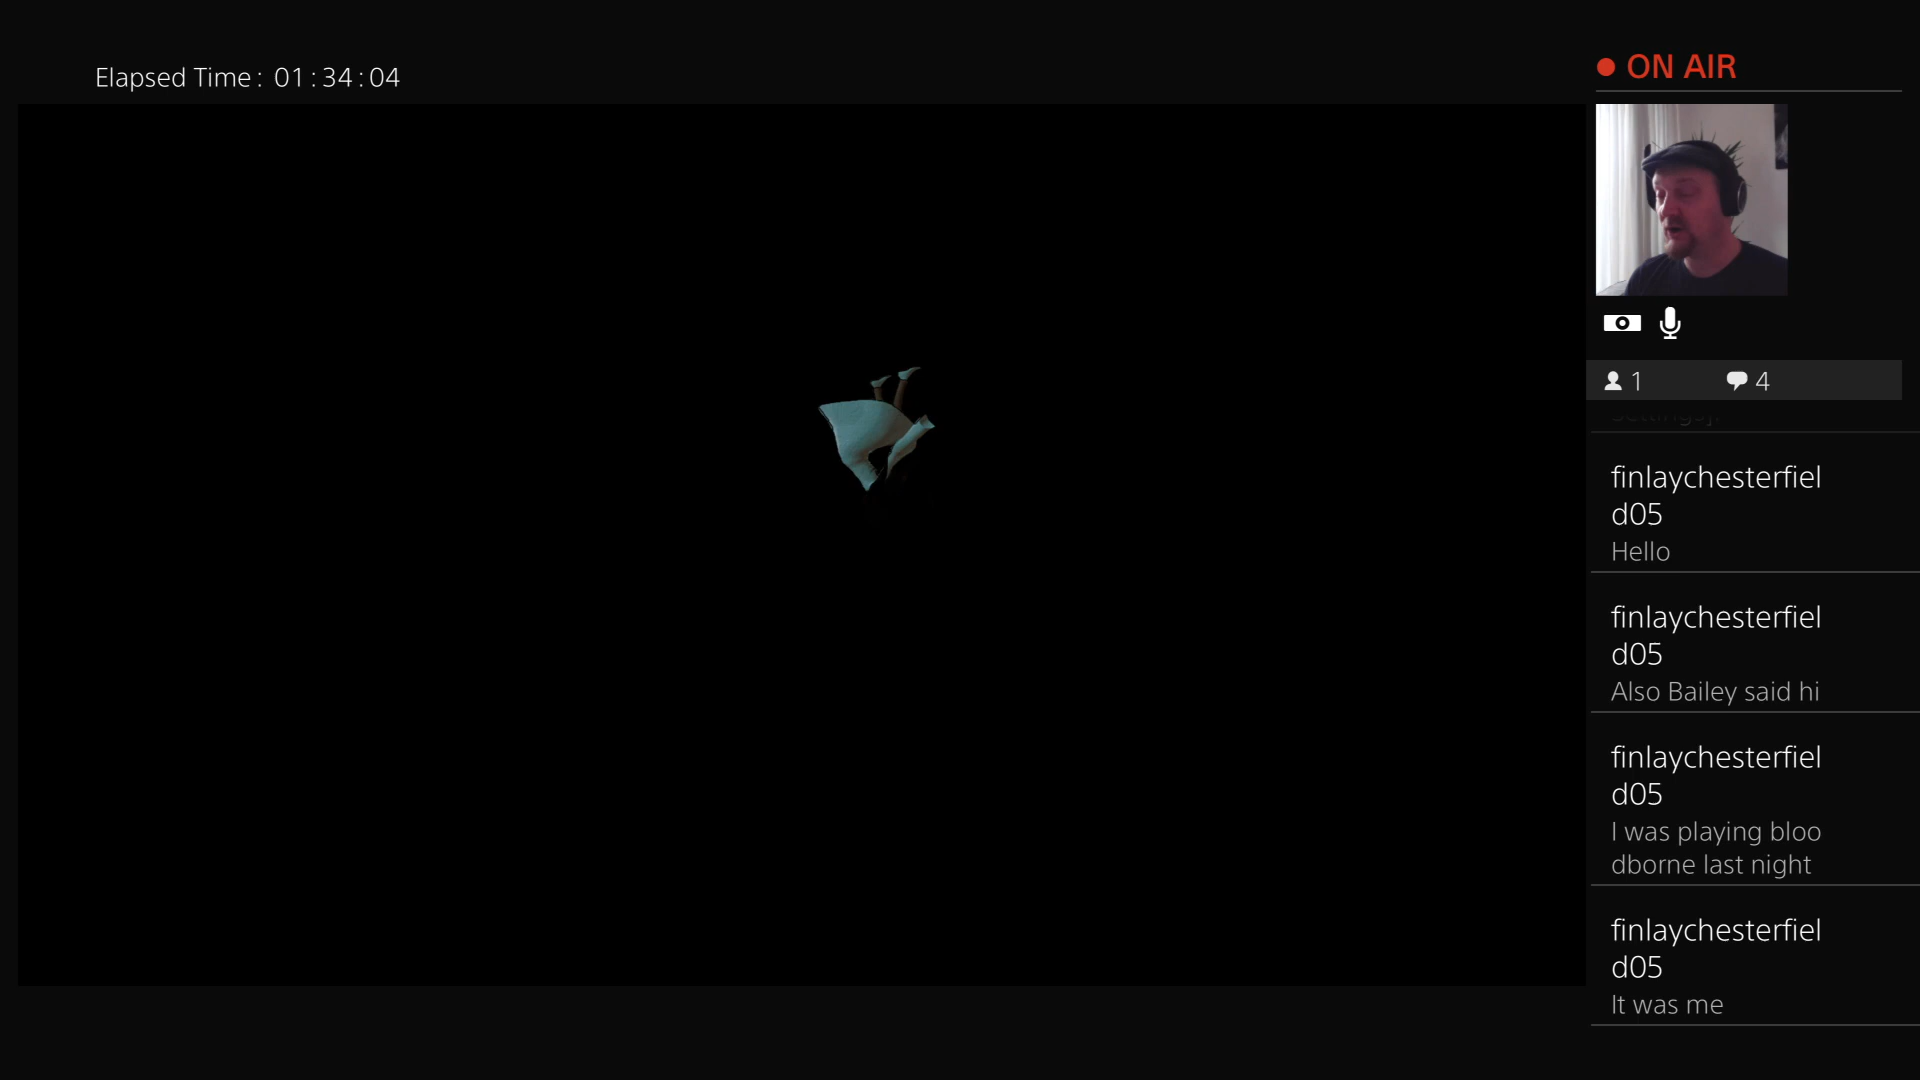 Elapsed Time: 01:34:04
ON AIR
1 4
finlaychesterfiel
d05
Hello
finlaychesterfiel
d05
Also Bailey said hi
finlaychesterfiel
d05
I was playing bloo
dborne last night
finlaychesterfiel
d05
It was me